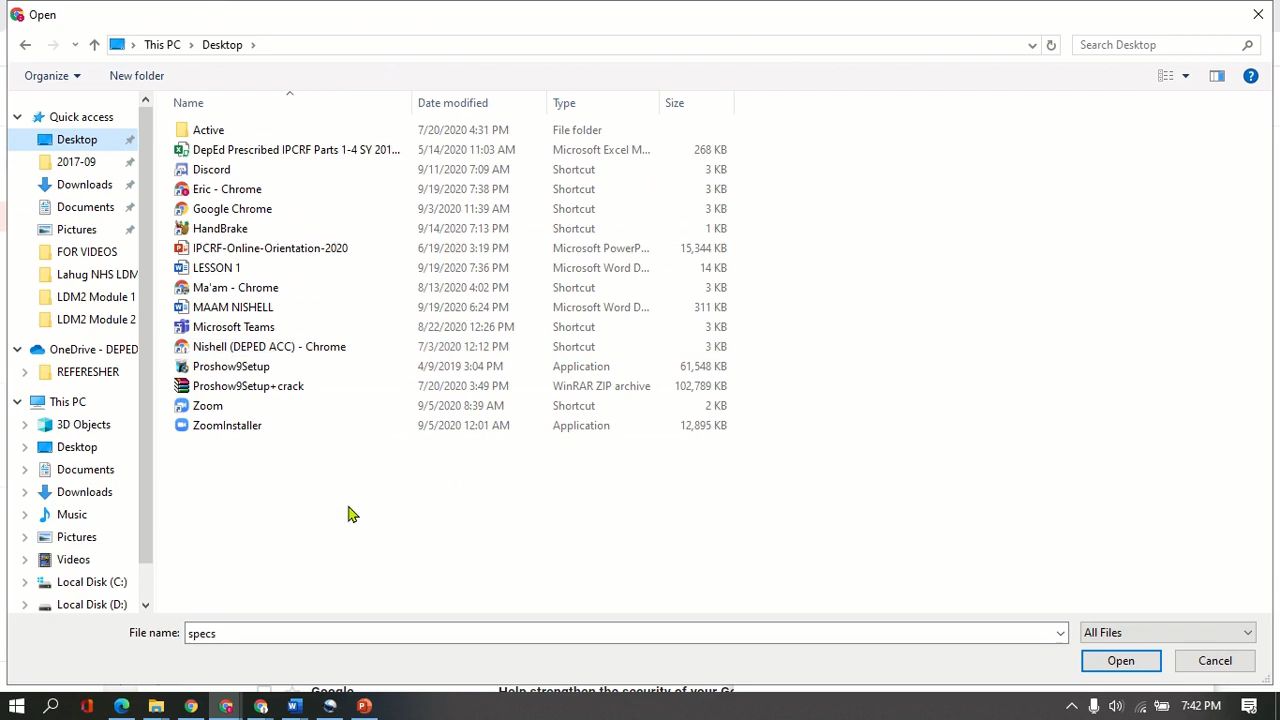 Open
This PC > Desktop >
Search Desktop
Organize
New folder
Name Date modified Type Size
Quick access
Desktop
2017-09
Downloads
Documents
Pictures
FOR VIDEOS
Lahug NHS LDM
LDM2 Module 1
LDM2 Module 2
OneDrive - DEPED
REFERESHER
This PC
3D Objects
Desktop
Documents
Downloads
Music
Pictures
Videos
Local Disk (C:)
Local Disk (D:)
Active 7/20/2020 4:31 PM File folder
DepEd Prescribed IPCRF Parts 1-4 SY 201... 5/14/2020 11:03 AM Microsoft Excel M... 268 KB
Discord 9/11/2020 7:09 AM Shortcut 3 KB
Eric - Chrome 9/19/2020 7:38 PM Shortcut 3 KB
Google Chrome 9/3/2020 11:39 AM Shortcut 3 KB
HandBrake 9/14/2020 7:13 PM Shortcut 1 KB
IPCRF-Online-Orientation-2020 6/19/2020 3:19 PM Microsoft PowerP... 15,344 KB
LESSON 1 9/19/2020 7:36 PM Microsoft Word D... 14 KB
Ma'am - Chrome 8/13/2020 4:02 PM Shortcut 3 KB
MAAM NISHELL 9/19/2020 6:24 PM Microsoft Word D... 311 KB
Microsoft Teams 8/22/2020 12:26 PM Shortcut 3 KB
Nishell (DEPED ACC) - Chrome 7/3/2020 12:12 PM Shortcut 3 KB
Proshow9Setup 4/9/2019 3:04 PM Application 61,548 KB
Proshow9Setup+crack 7/20/2020 3:49 PM WinRAR ZIP archive 102,789 KB
Zoom 9/5/2020 8:39 AM Shortcut 2 KB
ZoomInstaller 9/5/2020 12:01 AM Application 12,895 KB
File name: specs
All Files
Open
Cancel
Google Help strengthen the security of your Go
7:42 PM